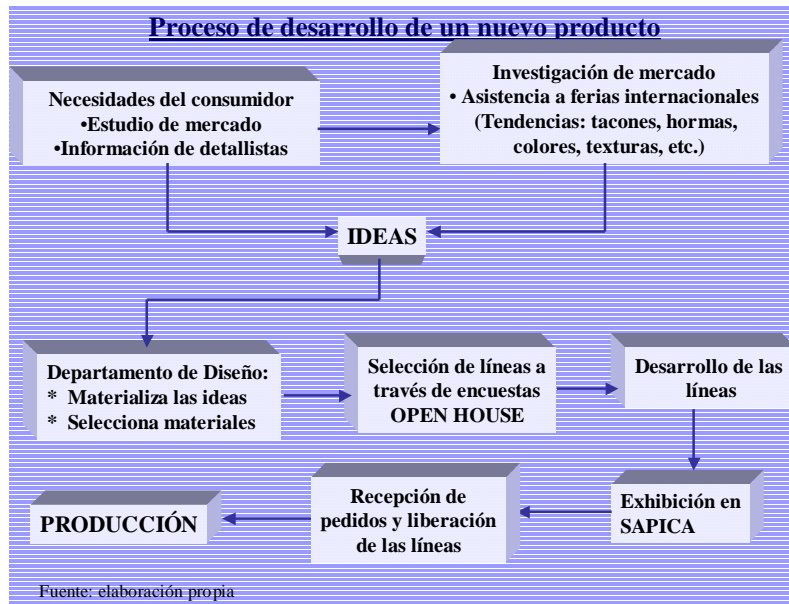 Proceso de desarrollo de un nuevo producto
Necesidades del consumidor
•Estudio de mercado
•Información de detallistas
Investigación de mercado
• Asistencia a ferias internacionales
(Tendencias: tacones, hormas,
colores, texturas, etc.)
IDEAS
Departamento de Diseño:
* Materializa las ideas
* Selecciona materiales
Selección de líneas a
través de encuestas
OPEN HOUSE
Desarrollo de las
líneas
Exhibición en
SAPICA
Recepción de
pedidos y liberación
de las líneas
PRODUCCIÓN
Fuente: elaboración propia